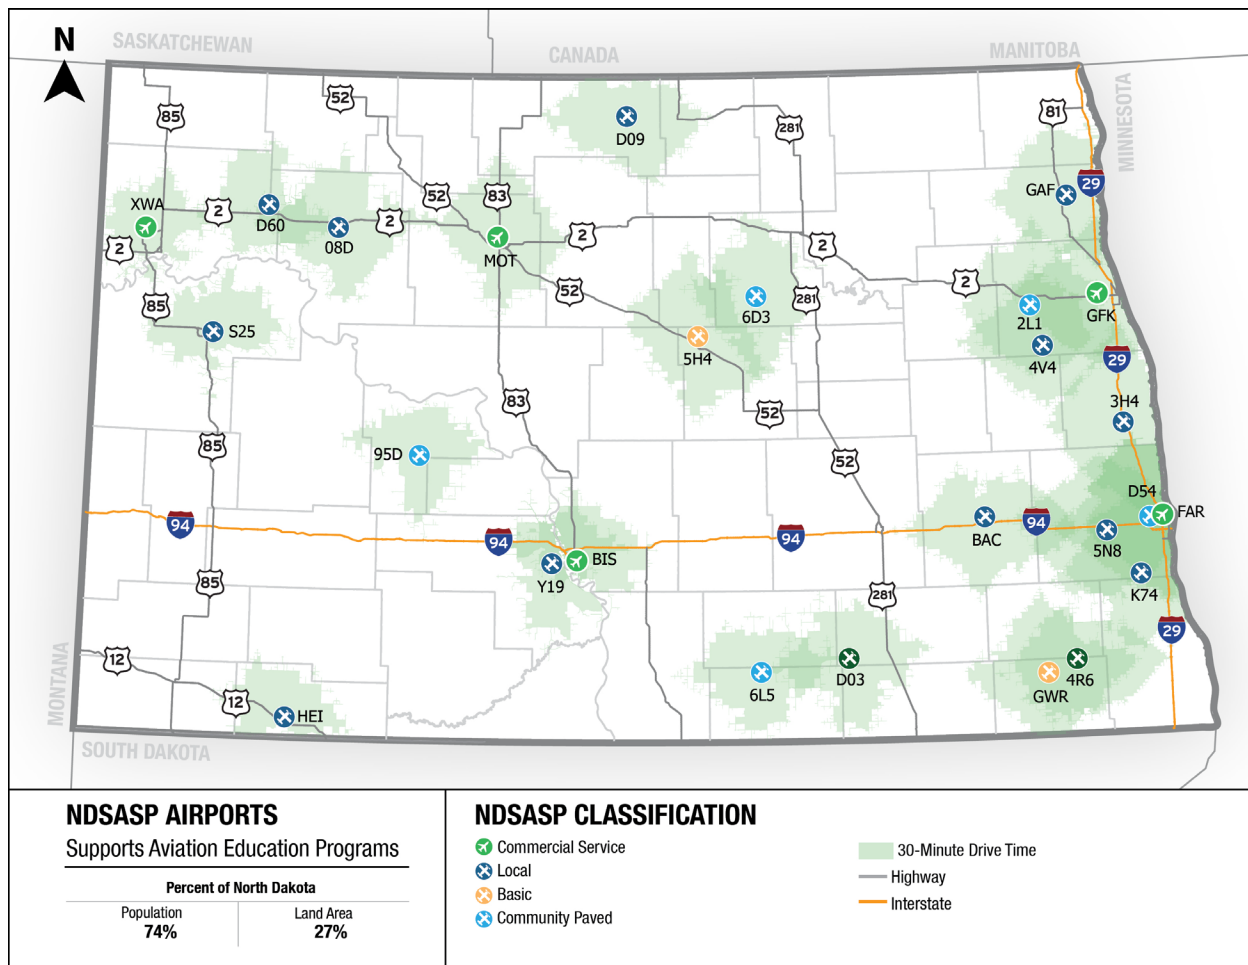 N
SASKATCHEWAN
CANADA
MANITOBA
MINNESOTA
52
85
81
281
D09
29
GAF
52
83
XWA
2
D60
08D
2
MOT
2
2
2
52
2
85
281
6D3
GFK
2L1
S25
5H4
4V4
29
83
52
3H4
85
95D
52
D54
FAR
94
94
94
BAC
94
5N8
BIS
Y19
85
281
K74
29
MONTANA
12
6L5
D03
GWR
4R6
12
HEI
SOUTH DAKOTA
NDSASP AIRPORTS
Supports Aviation Education Programs
Percent of North Dakota
Population
Land Area
74%
27%
NDSASP CLASSIFICATION
Commercial Service
Local
Basic
Community Paved
30-Minute Drive Time
Highway
Interstate